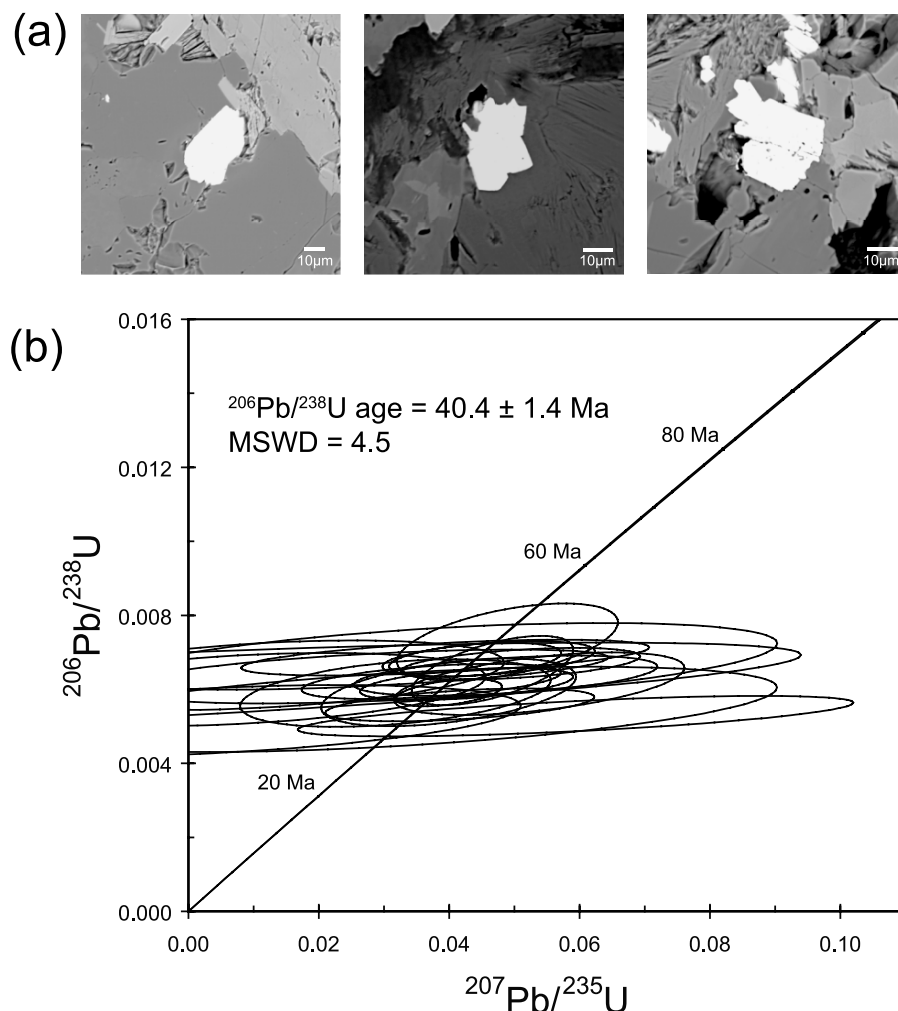 (a)
10µm
10µm
10µm
(b)
0.016
²⁰⁶Pb/²³⁸U age = 40.4 ± 1.4 Ma
MSWD = 4.5
80 Ma
0.012
60 Ma
²⁰⁶Pb/²³⁸U
0.008
0.004
20 Ma
0.000
0.00 0.02 0.04 0.06 0.08 0.10
²⁰⁷Pb/²³⁵U